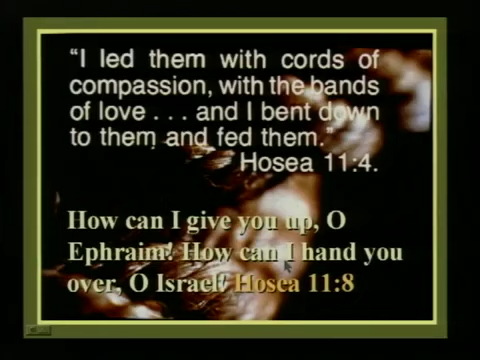 “I led them with cords of
compassion, with the bands
of love . . . and I bent down
to them and fed them.”
Hosea 11:4.
How can I give you up, O
Ephraim! How can I hand you
over, O Israel! Hosea 11:8